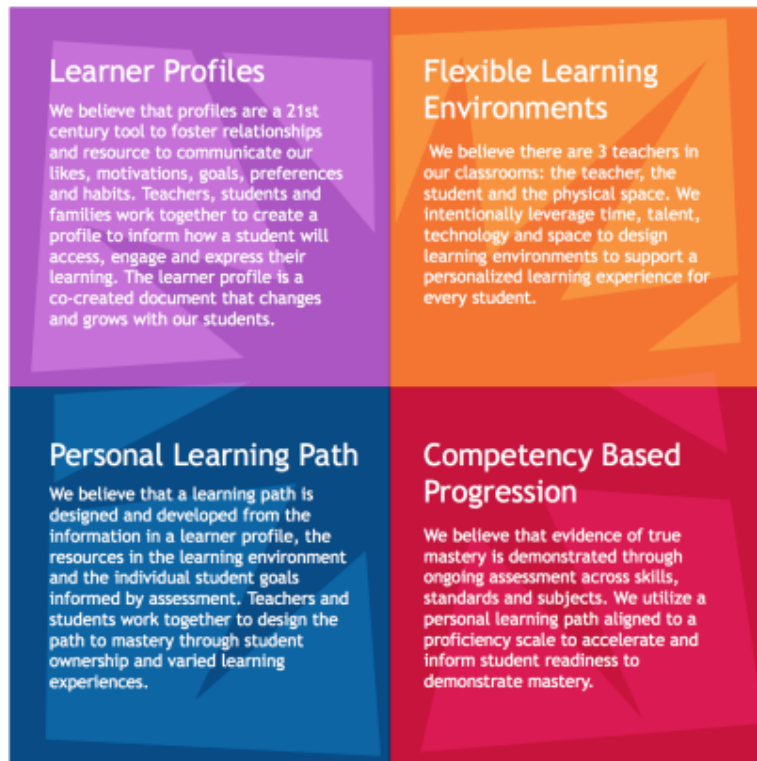 Learner Profiles
We believe that profiles are a 21st
century tool to foster relationships
and resource to communicate our
likes, motivations, goals, preferences
and habits. Teachers, students and
families work together to create a
profile to inform how a student will
access, engage and express their
learning. The learner profile is a
co-created document that changes
and grows with our students.
Flexible Learning
Environments
We believe there are 3 teachers in
our classrooms: the teacher, the
student and the physical space. We
intentionally leverage time, talent,
technology and space to design
learning environments to support a
personalized learning experience for
every student.
Personal Learning Path
We believe that a learning path is
designed and developed from the
information in a learner profile, the
resources in the learning environment
and the individual student goals
informed by assessment. Teachers and
students work together to design the
path to mastery through student
ownership and varied learning
experiences.
Competency Based
Progression
We believe that evidence of true
mastery is demonstrated through
ongoing assessment across skills,
standards and subjects. We utilize a
personal learning path aligned to a
proficiency scale to accelerate and
inform student readiness to
demonstrate mastery.